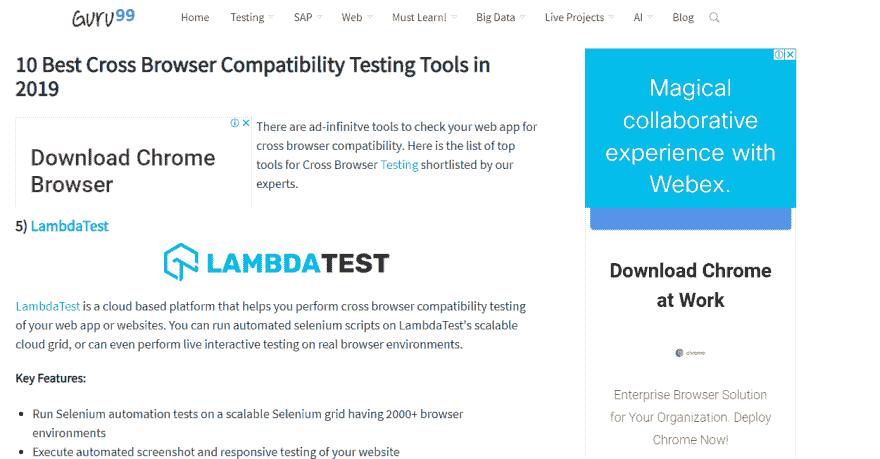 GURU99
Home Testing SAP Web Must Learn! Big Data Live Projects AI Blog
10 Best Cross Browser Compatibility Testing Tools in
2019
Download Chrome
Browser
There are ad-infinitve tools to check your web app for
cross browser compatibility. Here is the list of top
tools for Cross Browser Testing shortlisted by our
experts.
5) LambdaTest
LAMBDATEST
LambdaTest is a cloud based platform that helps you perform cross browser compatibility testing
of your web app or websites. You can run automated selenium scripts on LambdaTest's scalable
cloud grid, or can even perform live interactive testing on real browser environments.
Key Features:
Run Selenium automation tests on a scalable Selenium grid having 2000+ browser
environments
Execute automated screenshot and responsive testing of your website
Magical
collaborative
experience with
Webex.
Download Chrome
at Work
chrome
Enterprise Browser Solution
for Your Organization. Deploy
Chrome Now!